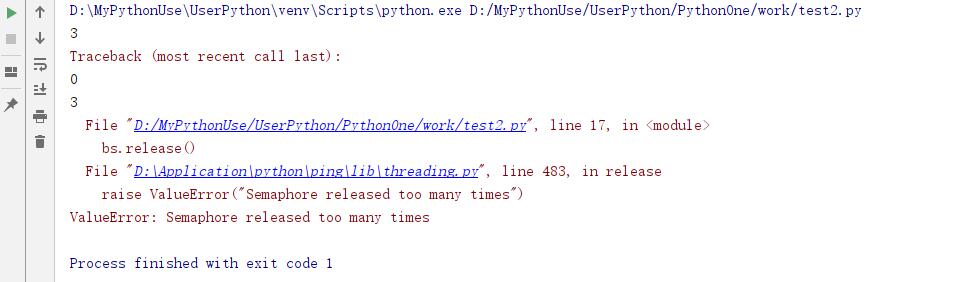 D:\MyPythonUse\UserPython\venv\Scripts\python.exe D:/MyPythonUse/UserPython/PythonOne/work/test2.py
3
Traceback (most recent call last):
0
3
  File "D:/MyPythonUse/UserPython/PythonOne/work/test2.py", line 17, in <module>
    bs.release()
  File "D:\Application\python\ping\lib\threading.py", line 483, in release
    raise ValueError("Semaphore released too many times")
ValueError: Semaphore released too many times
Process finished with exit code 1